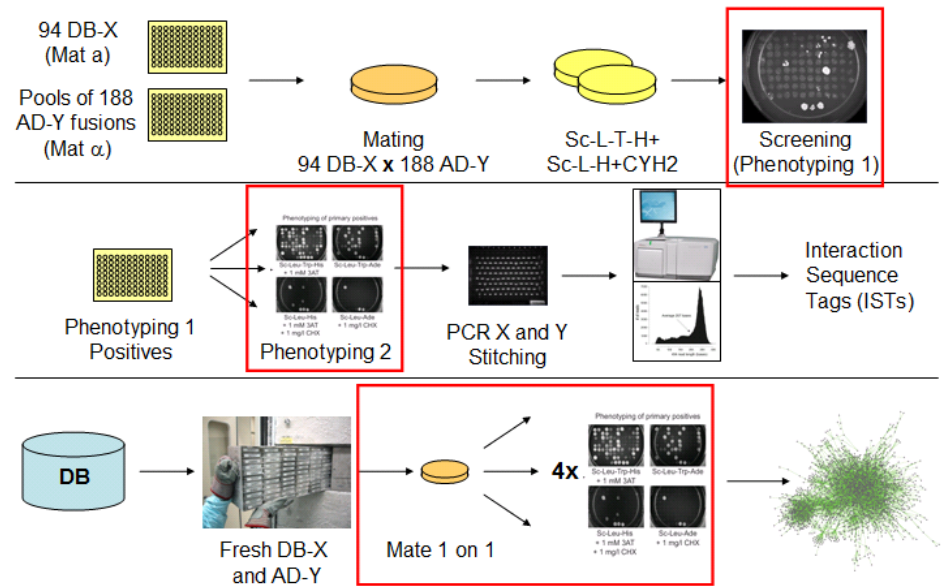 94 DB-X
(Mat a)
Pools of 188
AD-Y fusions
(Mat α)
Mating
94 DB-X x 188 AD-Y
Sc-L-T-H+
Sc-L-H+CYH2
Screening
(Phenotyping 1)
Phenotyping 1
Positives
Phenotyping of primary positives
Sc-Leu-Trp-His
+ 1 mM 3AT
Sc-Leu-Trp-Ade
Sc-Leu-His
+ 1 mM 3AT
+ 1 mg/l CHX
Sc-Leu-Ade
+ 1 mg/l CHX
Phenotyping 2
PCR X and Y
Stitching
Interaction
Sequence
Tags (ISTs)
DB
Fresh DB-X
and AD-Y
Mate 1 on 1
4x
Phenotyping of primary positives
Sc-Leu-Trp-His
+ 1 mM 3AT
Sc-Leu-Trp-Ade
Sc-Leu-His
+ 1 mM 3AT
+ 1 mg/l CHX
Sc-Leu-Ade
+ 1 mg/l CHX